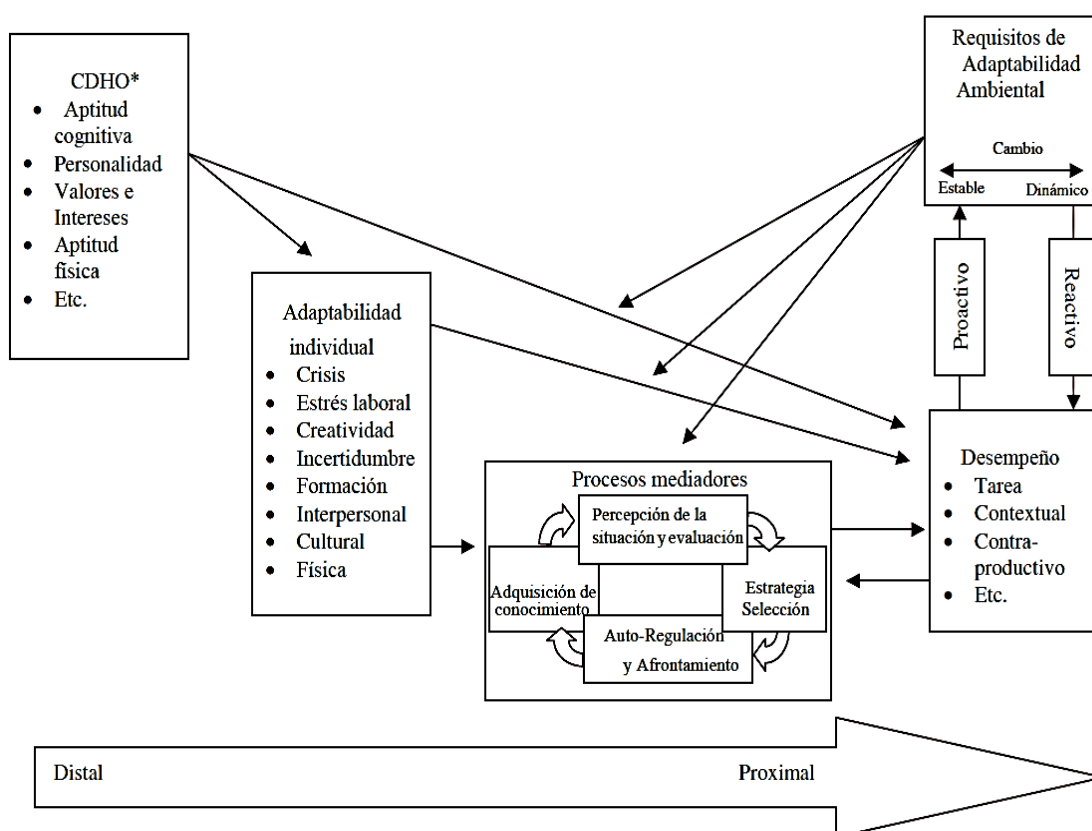 CDHO*
• Aptitud
cognitiva
• Personalidad
• Valores e
Intereses
• Aptitud
física
• Etc.
Requisitos de
Adaptabilidad
Ambiental
Cambio
Estable
Dinámico
Proactivo
Reactivo
Adaptabilidad
individual
• Crisis
• Estrés laboral
• Creatividad
• Incertidumbre
• Formación
• Interpersonal
• Cultural
• Física
Procesos mediadores
Percepción de la
situación y evaluación
Adquisición de
conocimiento
Estrategia
Selección
Auto-Regulación
y Afrontamiento
Desempeño
• Tarea
• Contextual
• Contra-
productivo
• Etc.
Distal
Proximal